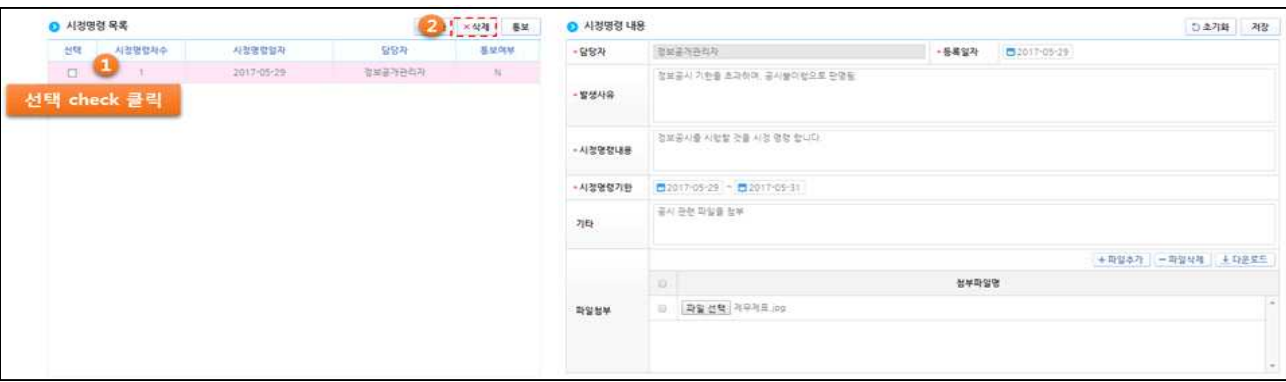 시정명령 목록
2
×삭제
통보
선택 시정명령차수 시정명령일자 담당자 통보여부
1
1 2017-05-29 정보공개관리자 N
선택 check 클릭
시정명령 내용
초기화 저장
담당자 정보공개관리자 등록일자 2017-05-29
발생사유
정보공시 기한을 초과하여, 공시불이행으로 판명됨
시정명령내용
정보공시를 시행할 것을 시정 명령 합니다.
시정명령기한 2017-05-29 ~ 2017-05-31
기타
공시 관련 파일을 첨부
+파일추가 -파일삭제 다운로드
첨부파일명
파일첨부
파일 선택 재무제표.jpg